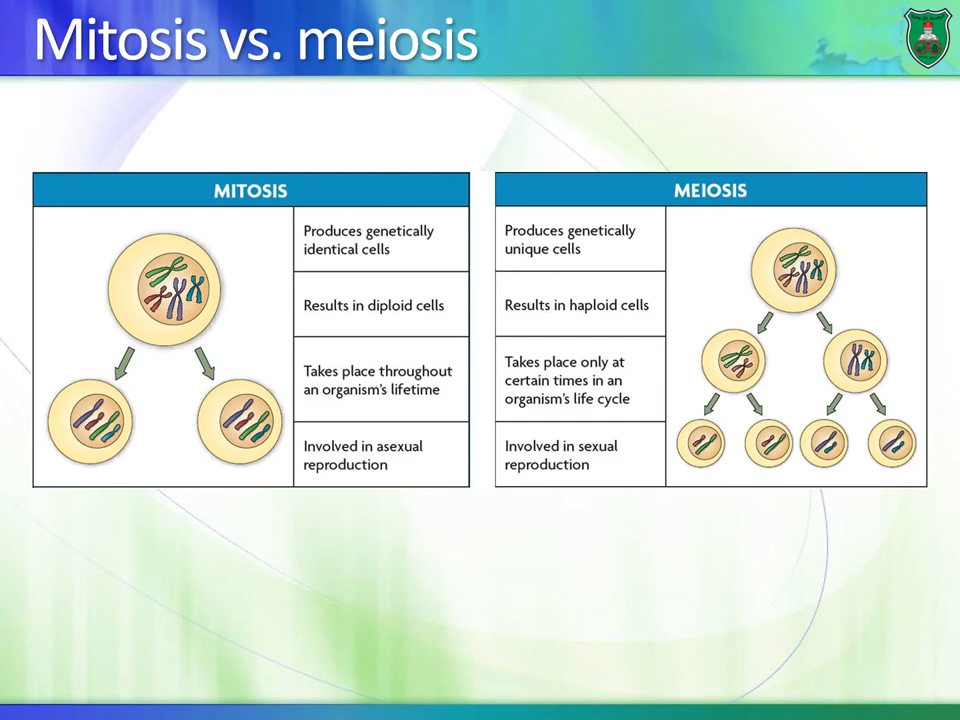 Mitosis vs. meiosis
MITOSIS
Produces genetically
identical cells
Results in diploid cells
Takes place throughout
an organism's lifetime
Involved in asexual
reproduction
MEIOSIS
Produces genetically
unique cells
Results in haploid cells
Takes place only at
certain times in an
organism's life cycle
Involved in sexual
reproduction